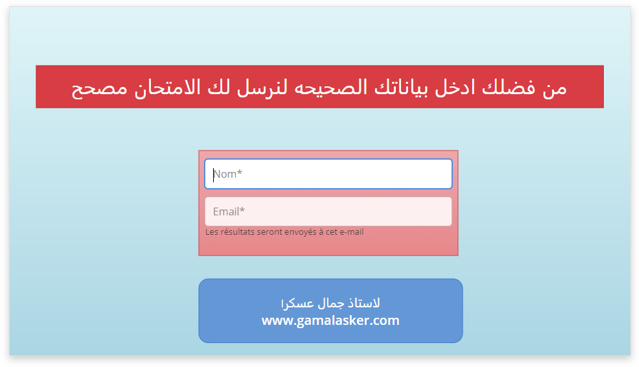 من فضلك ادخل بياناتك الصحيحه لنرسل لك الامتحان مصحح
Nom*
Email*
Les résultats seront envoyés à cet e-mail
لاستاذ جمال عسكرا
www.gamalasker.com